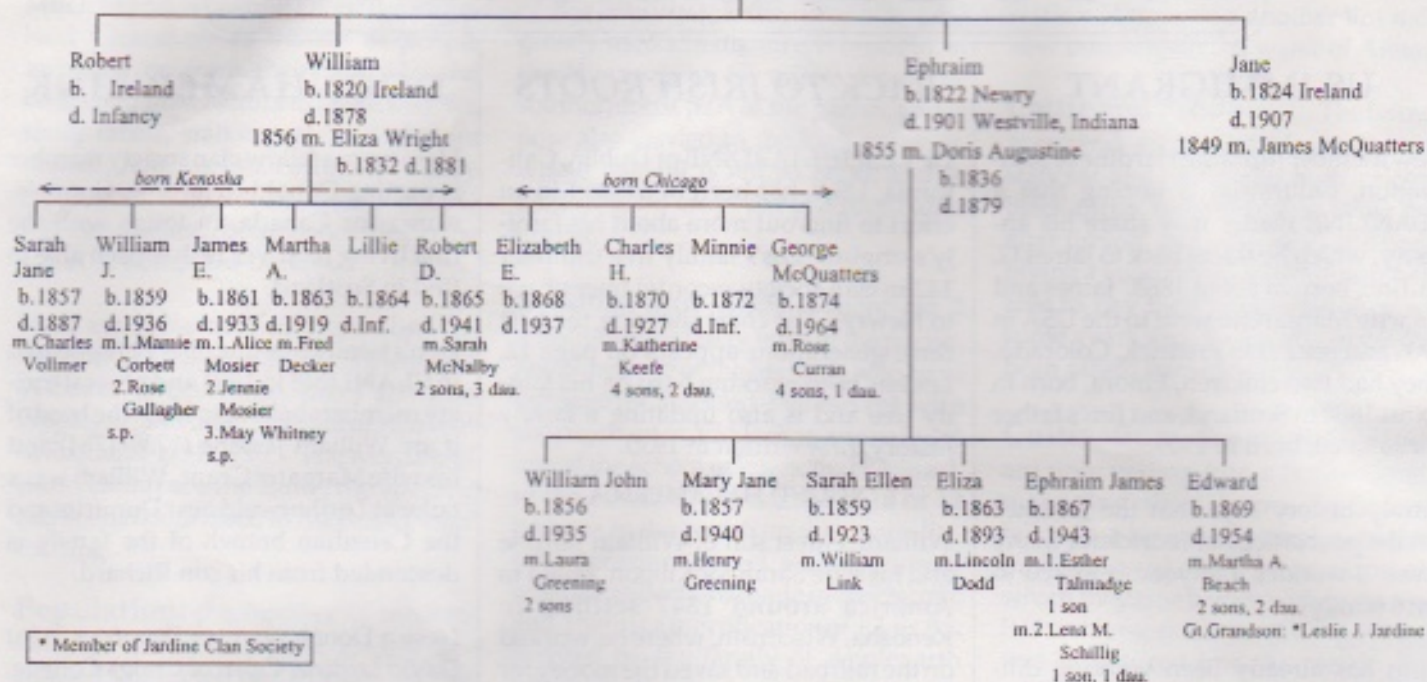 Robert
b. Ireland
d. Infancy
William
b.1820 Ireland
d.1878
1856 m. Eliza Wright
b.1832 d.1881
Ephraim
b.1822 Newry
d.1901 Westville, Indiana
1855 m. Doris Augustine
b.1836
d.1879
Jane
b.1824 Ireland
d.1907
1849 m. James McQuatters
born Kenosha
born Chicago
Sarah
Jane
b.1857
d.1887
m.Charles
Vollmer
William
J.
b.1859
d.1936
m.1.Mamie
Corbett
2.Rose
Gallagher
s.p.
James
E.
b.1861
d.1933
m.1.Alice
Mosier
2.Jennie
Mosier
3.May Whitney
s.p.
Martha
A.
b.1863
d.1919
m.Fred
Decker
Lillie
b.1864
d.Inf.
Robert
D.
b.1865
d.1941
m.Sarah
McNalby
2 sons, 3 dau.
Elizabeth
E.
b.1868
d.1937
Charles
H.
b.1870
d.1927
m.Katherine
Keefe
4 sons, 2 dau.
Minnie
b.1872
d.Inf.
George
McQuatters
b.1874
d.1964
m.Rose
Curran
4 sons, 1 dau.
William John
b.1856
d.1935
m.Laura
Greening
2 sons
Mary Jane
b.1857
d.1940
m.Henry
Greening
Sarah Ellen
b.1859
d.1923
m.William
Link
Eliza
b.1863
d.1893
m.Lincoln
Dodd
Ephraim James
b.1867
d.1943
m.1.Esther
Talmadge
1 son
m.2.Lena M.
Schillig
1 son, 1 dau.
Edward
b.1869
d.1954
m.Martha A.
Beach
2 sons, 2 dau.
Gt.Grandson: *Leslie J. Jardine
* Member of Jardine Clan Society